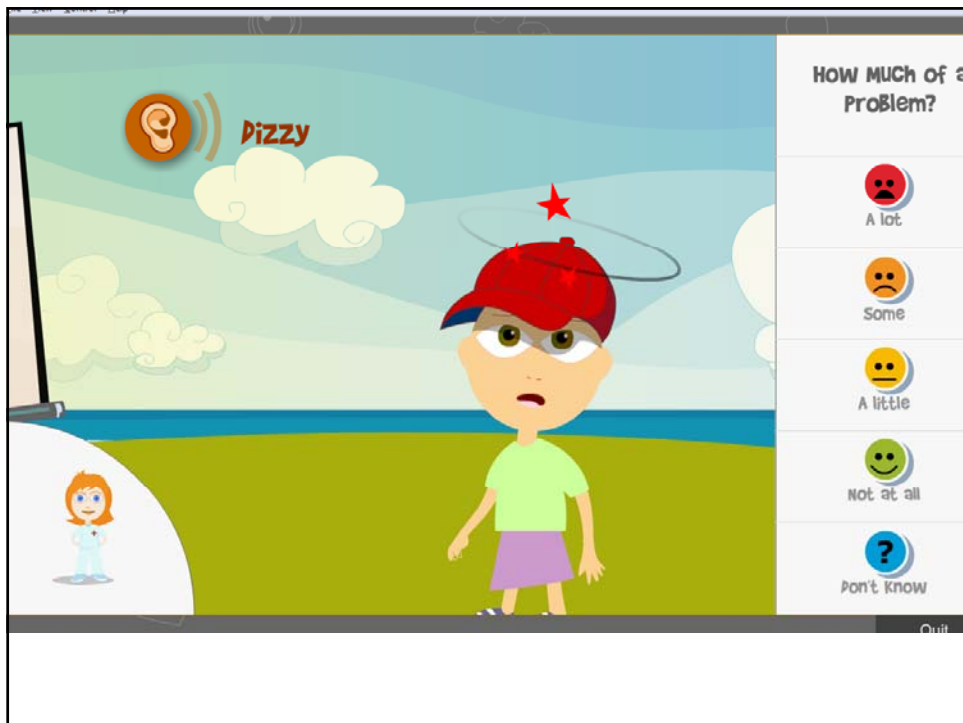 Dizzy
How Much of a
Problem?
A lot
Some
A little
Not at all
Don't Know
Quit